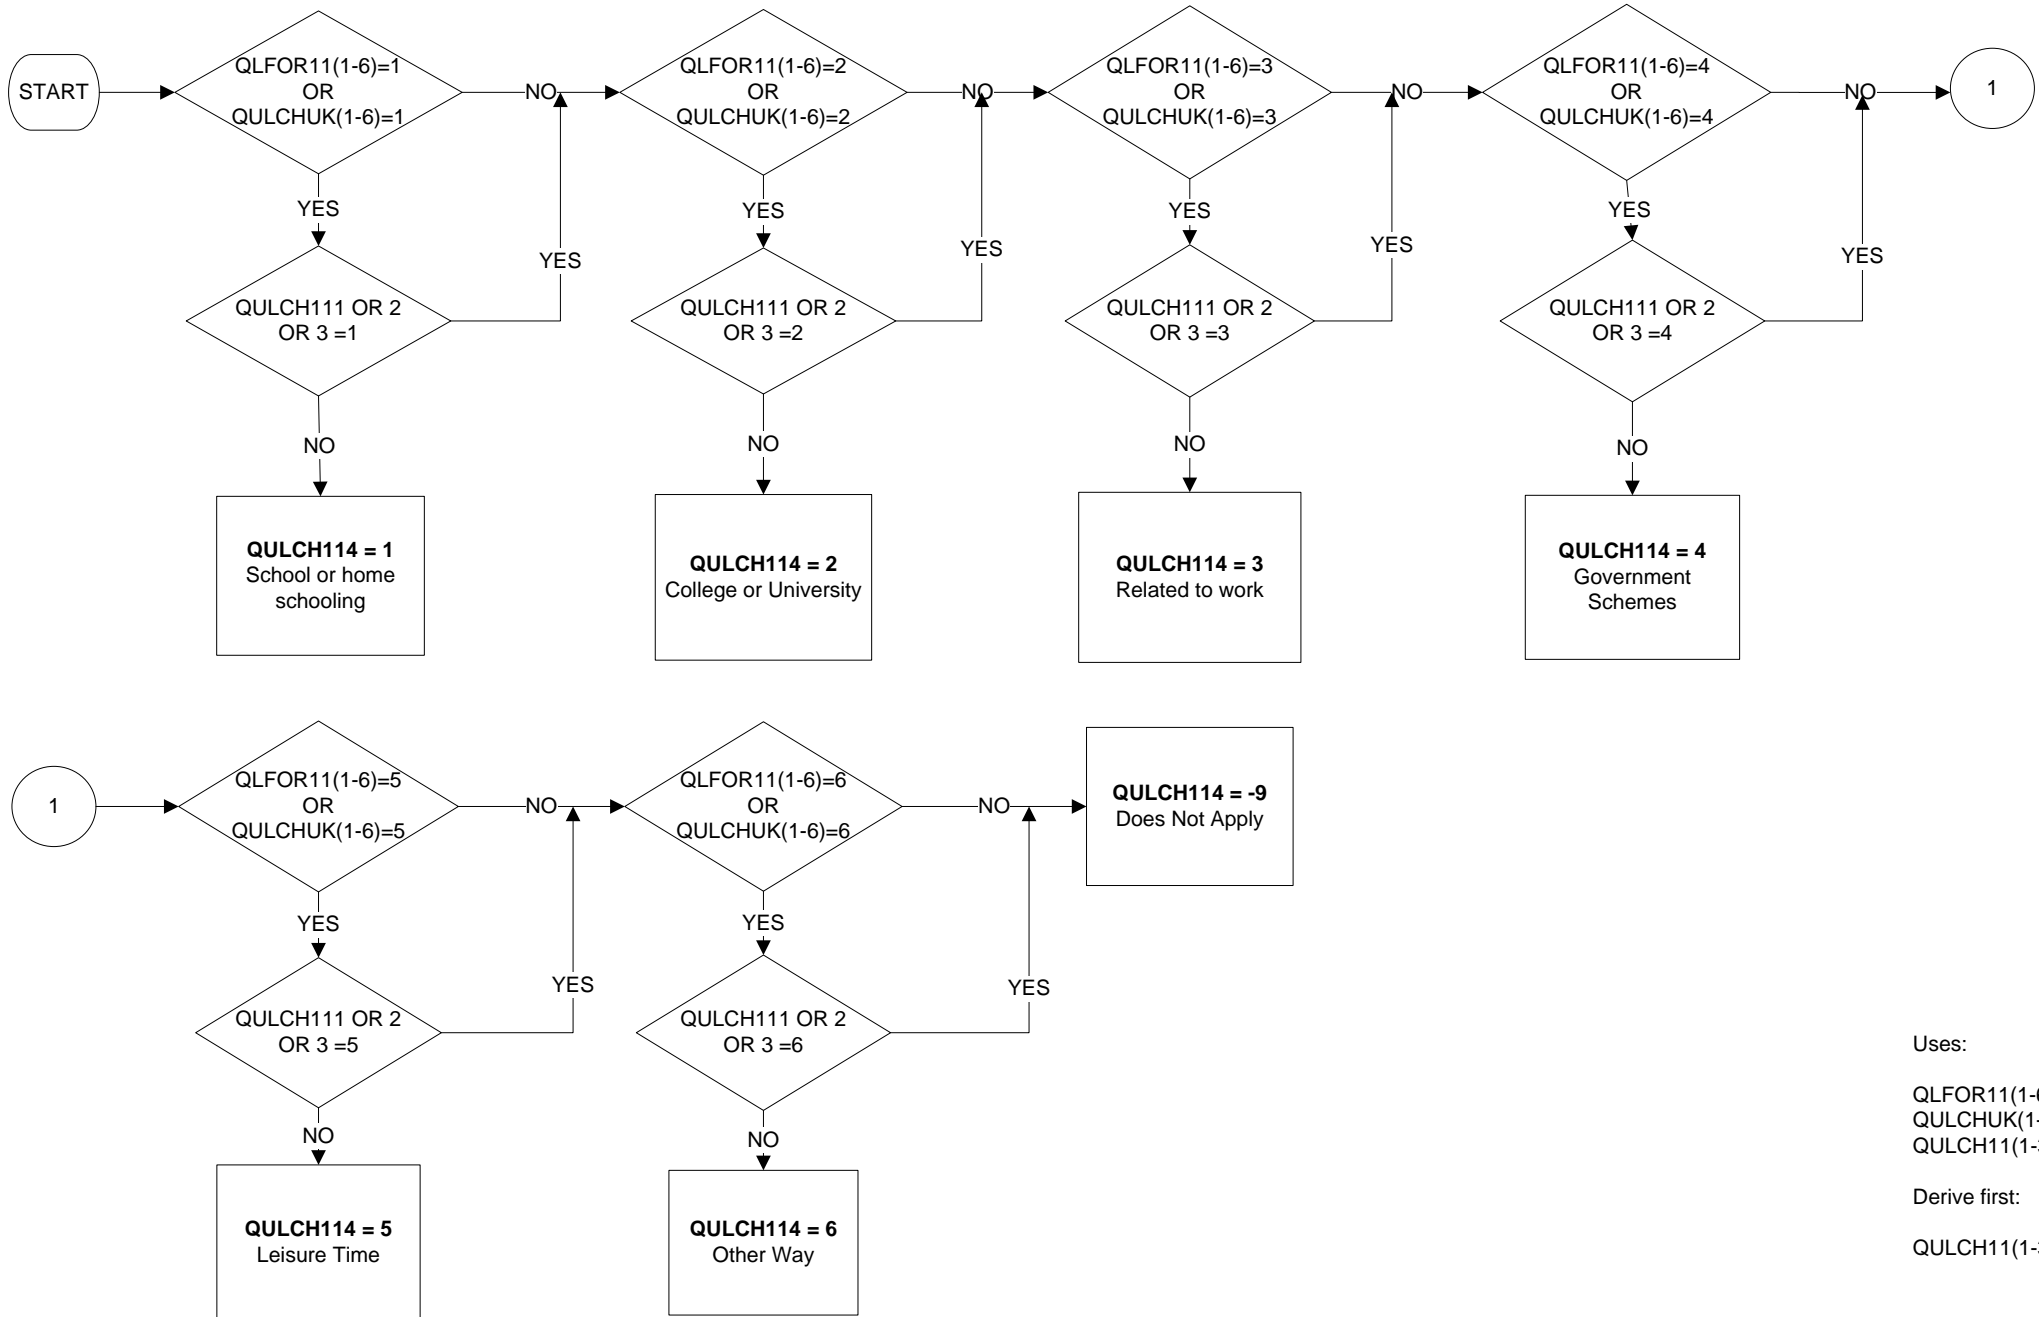 START
QLFOR11(1-6)=1
OR
QULCHUK(1-6)=1
NO
YES
QULCH111 OR 2
OR 3 =1
YES
NO
QULCH114 = 1
School or home
schooling
QLFOR11(1-6)=2
OR
QULCHUK(1-6)=2
NO
YES
QULCH111 OR 2
OR 3 =2
YES
NO
QULCH114 = 2
College or University
QLFOR11(1-6)=3
OR
QULCHUK(1-6)=3
NO
YES
QULCH111 OR 2
OR 3 =3
YES
NO
QULCH114 = 3
Related to work
QLFOR11(1-6)=4
OR
QULCHUK(1-6)=4
NO
1
YES
QULCH111 OR 2
OR 3 =4
YES
NO
QULCH114 = 4
Government
Schemes
1
QLFOR11(1-6)=5
OR
QULCHUK(1-6)=5
NO
YES
QULCH111 OR 2
OR 3 =5
YES
NO
QULCH114 = 5
Leisure Time
QLFOR11(1-6)=6
OR
QULCHUK(1-6)=6
NO
YES
QULCH111 OR 2
OR 3 =6
YES
NO
QULCH114 = 6
Other Way
QULCH114 = -9
Does Not Apply
Uses:
QLFOR11(1-
QULCHUK(1-
QULCH11(1-
Derive first:
QULCH11(1-